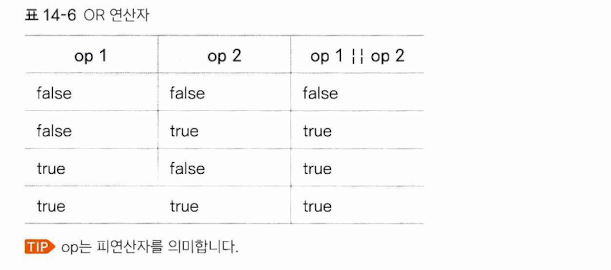 표 14-6 OR 연산자
op 1 op 2 op 1 || op 2
false false false
false true true
true false true
true true true
TIP op는 피연산자를 의미합니다.